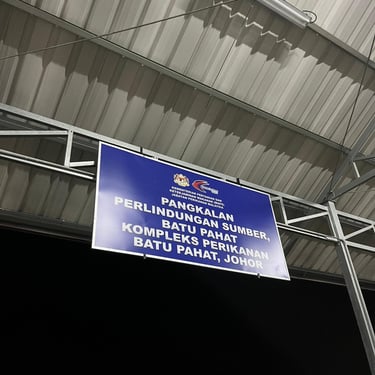 PANGKALAN
PERLINDUNGAN SUMBER,
BATU PAHAT
KOMPLEKS PERIKANAN
BATU PAHAT, JOHOR